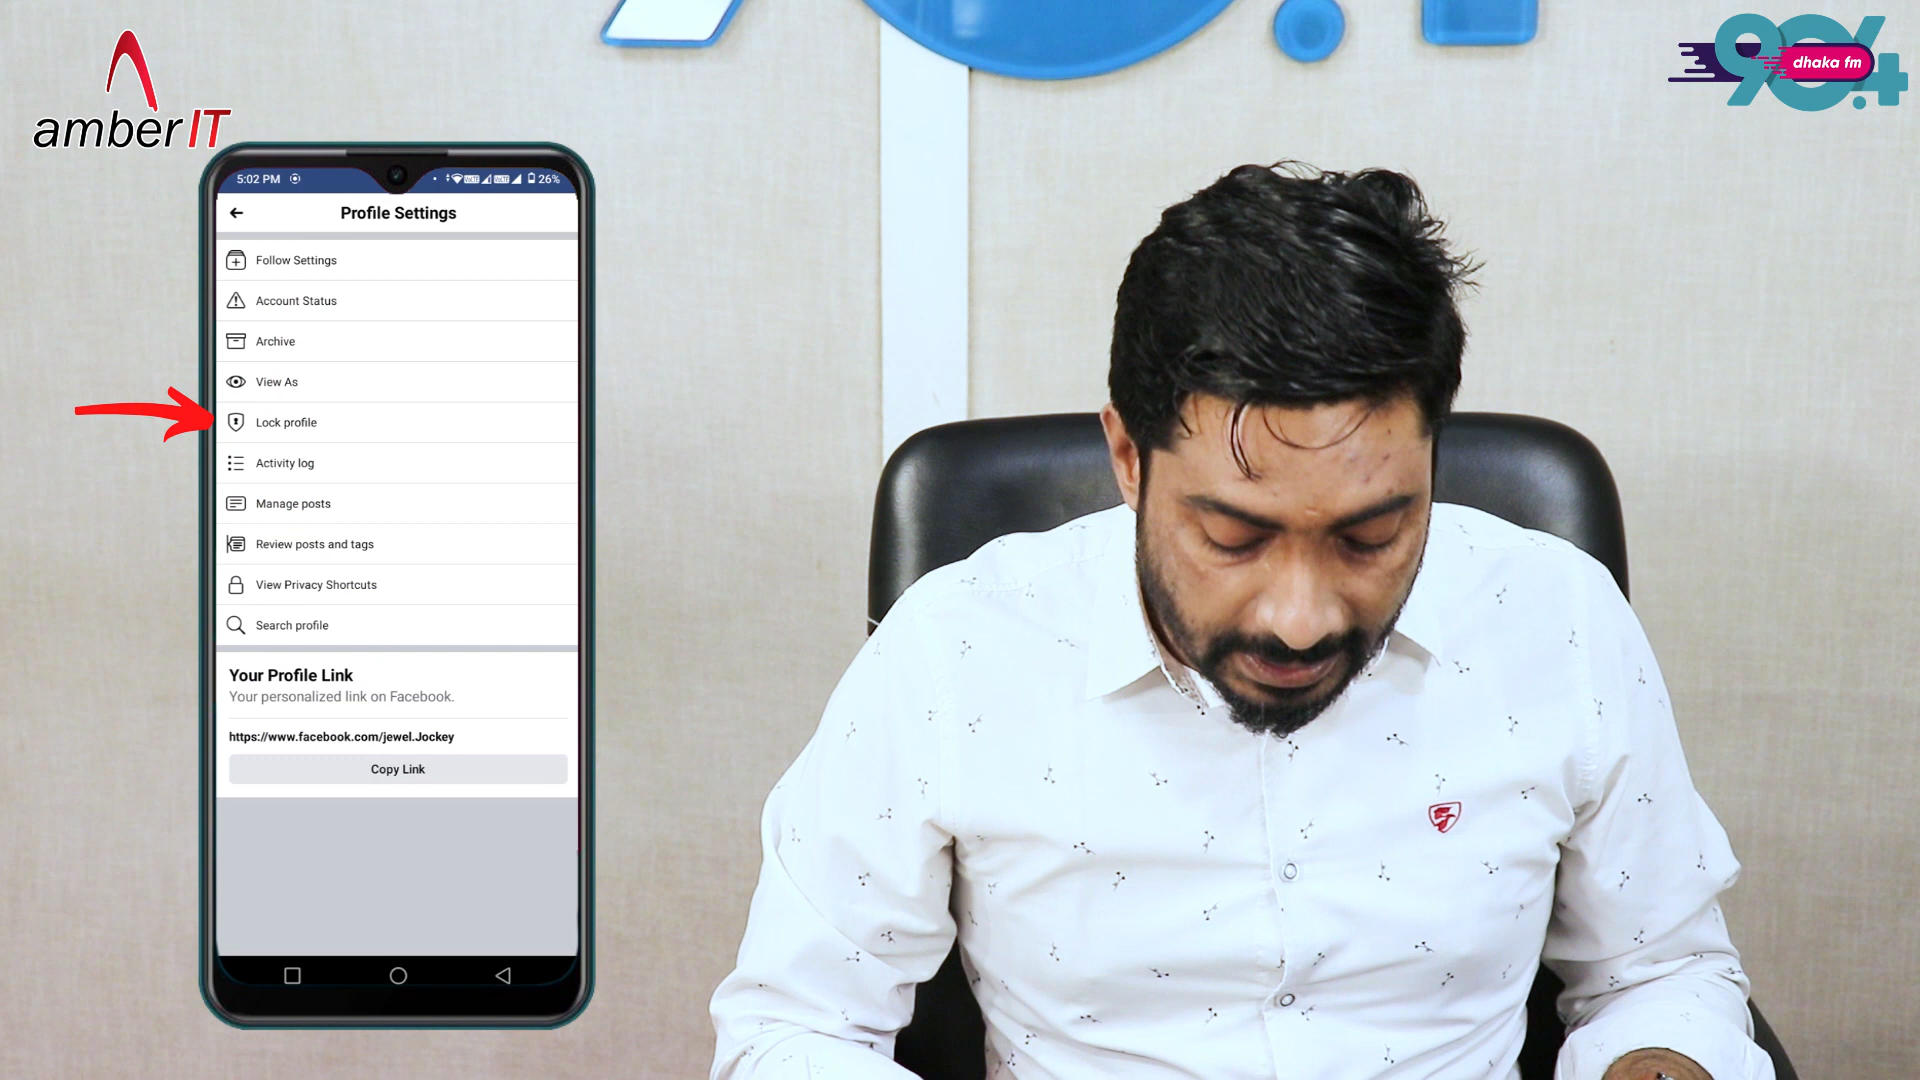 amberIT
90.4
dhaka fm
5:02 PM
26%
Profile Settings
Follow Settings
Account Status
Archive
View As
Lock profile
Activity log
Manage posts
Review posts and tags
View Privacy Shortcuts
Search profile
Your Profile Link
Your personalized link on Facebook.
https://www.facebook.com/jewel.Jockey
Copy Link